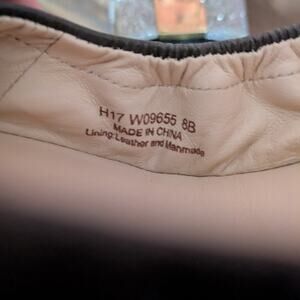 H17 W09655 8B
MADE IN CHINA
Lining:Leather and Manmade